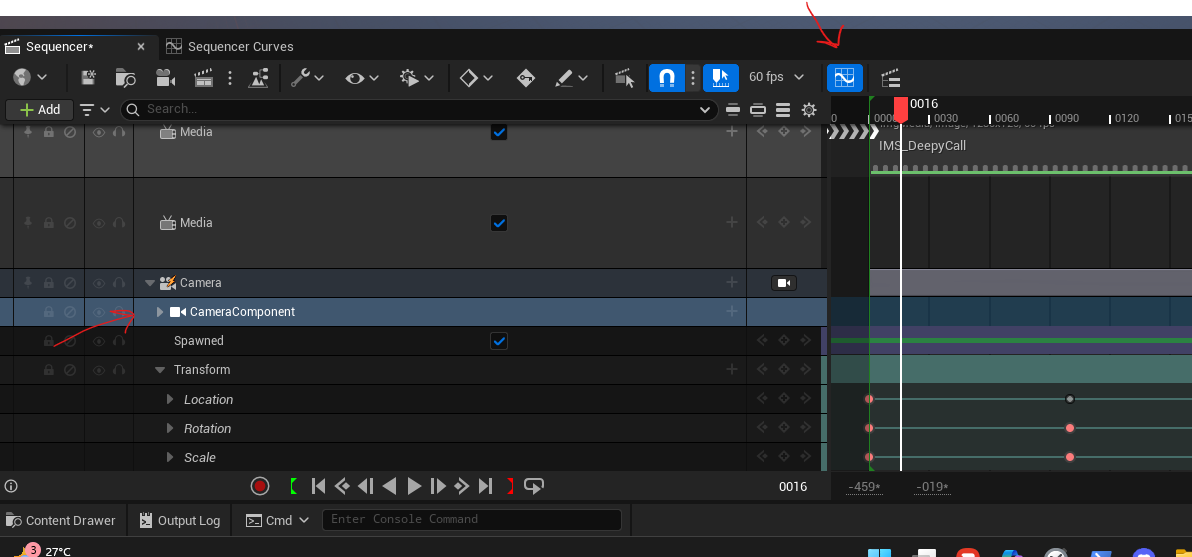 Sequencer*
Sequencer Curves
60 fps
+ Add
Search...
0016
0
0000
0030
0060
0090
0120
015
Media
IMS_DeepyCall
Media
Camera
CameraComponent
Spawned
Transform
Location
Rotation
Scale
0016
-459*
-019*
Content Drawer
Output Log
Cmd
Enter Console Command
3
27°C